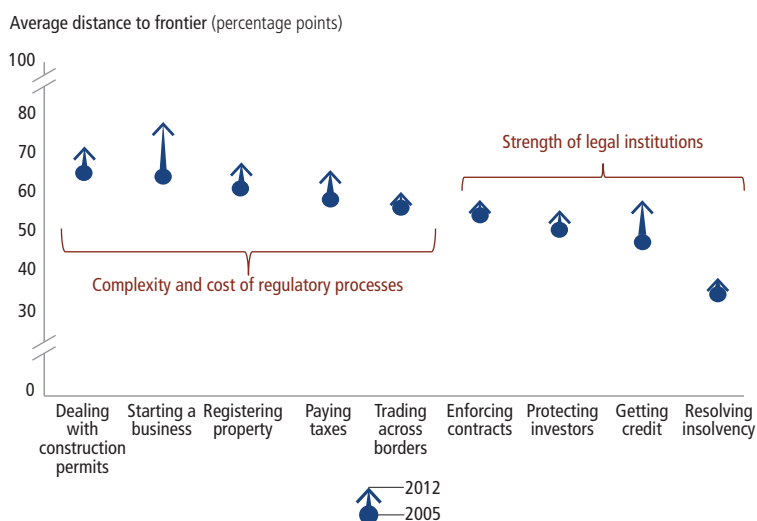 Average distance to frontier (percentage points)
100
80
70
60
50
40
30
0
Strength of legal institutions
Complexity and cost of regulatory processes
Dealing
with
construction
permits
Starting a
business
Registering
property
Paying
taxes
Trading
across
borders
Enforcing
contracts
Protecting
investors
Getting
credit
Resolving
insolvency
2012
2005